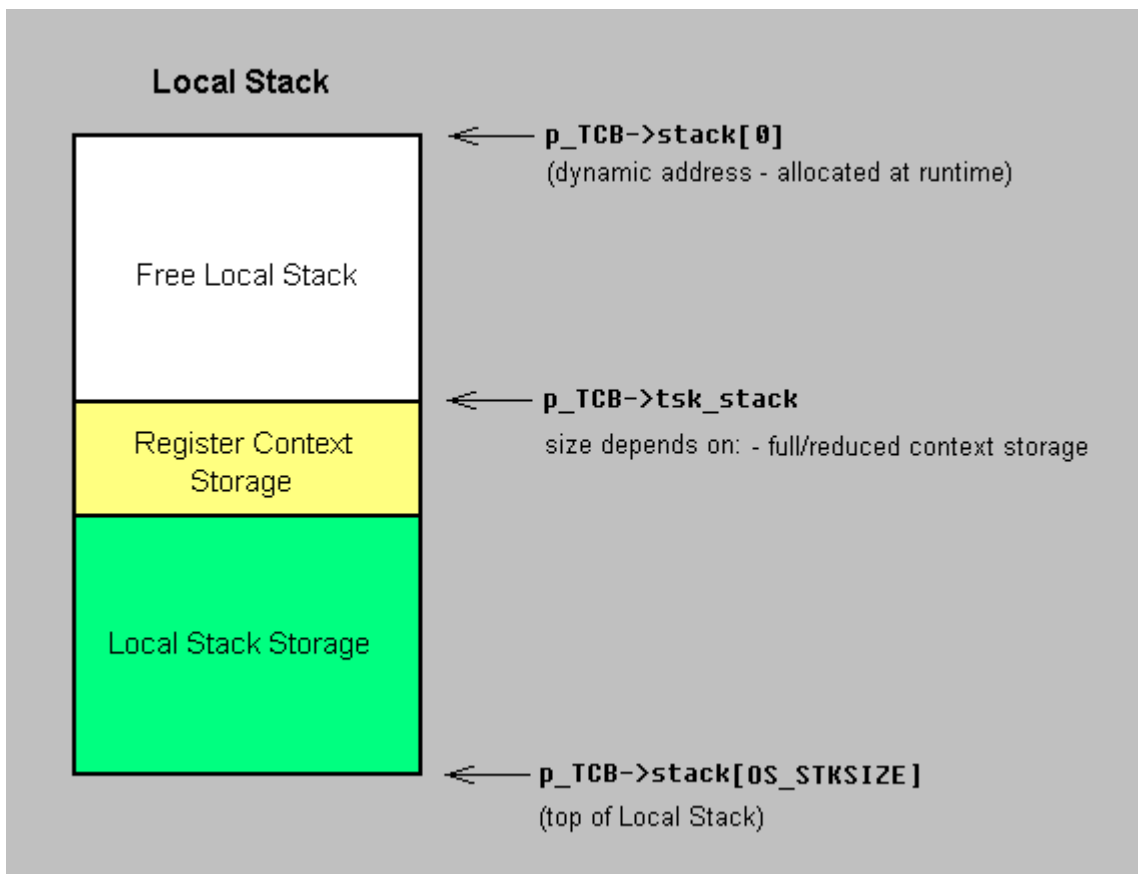 Local Stack
p_TCB->stack[0]
(dynamic address - allocated at runtime)
Free Local Stack
p_TCB->tsk_stack
size depends on: - full/reduced context storage
Register Context
Storage
Local Stack Storage
p_TCB->stack[OS_STKSIZE]
(top of Local Stack)